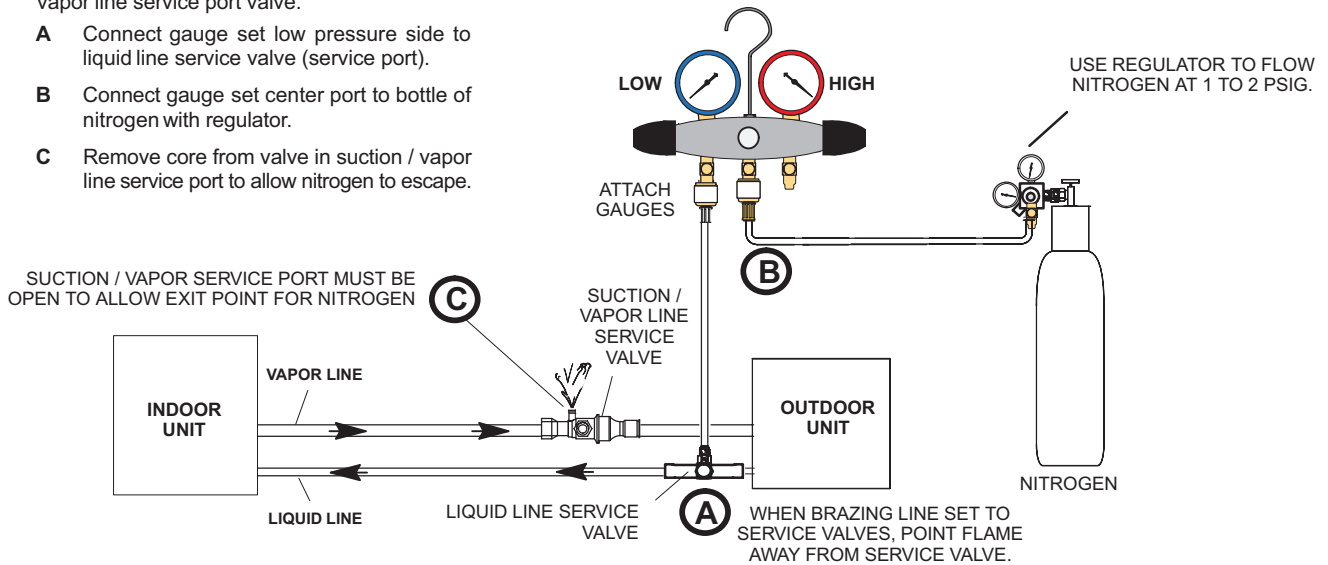 vapor line service port valve.
A Connect gauge set low pressure side to
liquid line service valve (service port).
B Connect gauge set center port to bottle of
nitrogen with regulator.
C Remove core from valve in suction / vapor
line service port to allow nitrogen to escape.
LOW
HIGH
USE REGULATOR TO FLOW
NITROGEN AT 1 TO 2 PSIG.
ATTACH
GAUGES
B
SUCTION / VAPOR SERVICE PORT MUST BE
OPEN TO ALLOW EXIT POINT FOR NITROGEN
C
SUCTION /
VAPOR LINE
SERVICE
VALVE
VAPOR LINE
INDOOR
UNIT
OUTDOOR
UNIT
NITROGEN
LIQUID LINE
LIQUID LINE SERVICE
VALVE
A
WHEN BRAZING LINE SET TO
SERVICE VALVES, POINT FLAME
AWAY FROM SERVICE VALVE.